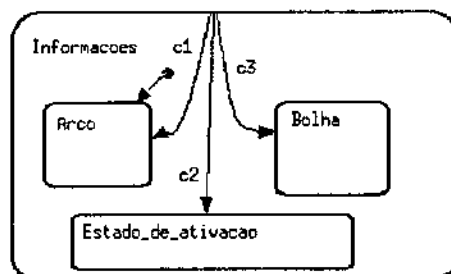 Informacoes
c1
c3
Arco
Bolha
c2
Estado_de_ativacao